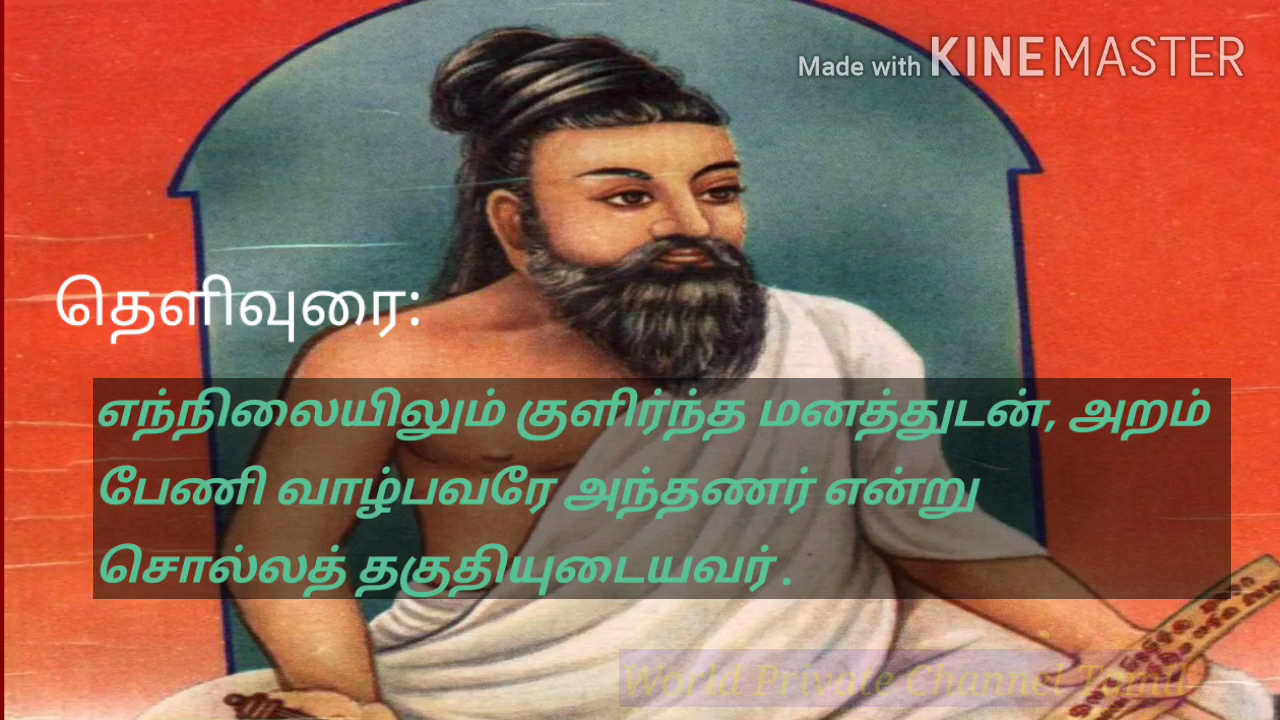 Made with KINEMASTER
தெளிவுரை:
எந்நிலையிலும் குளிர்ந்த மனத்துடன், அறம்
பேணி வாழ்பவரே அந்தணர் என்று
சொல்லத் தகுதியுடையவர்.
World Private Channel Tamil